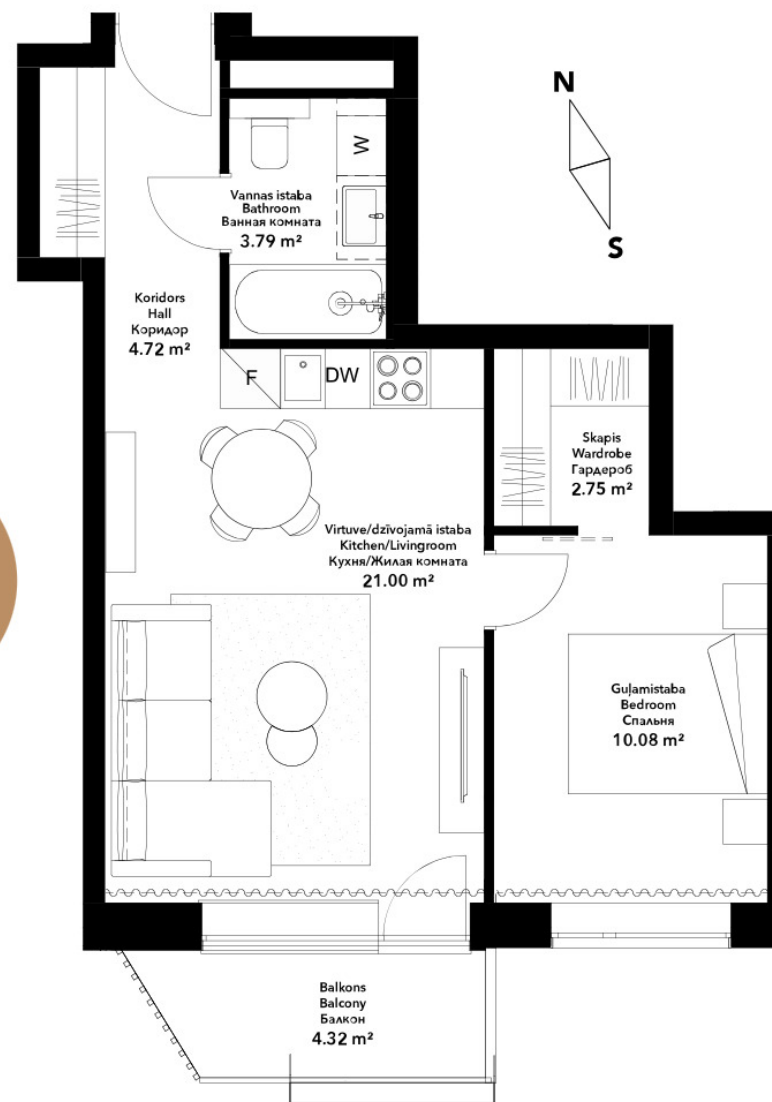 N
S
W
Vannas istaba
Bathroom
Ванная комната
3.79 m²
Koridors
Hall
Коридор
4.72 m²
F
DW
Skapis
Wardrobe
Гардероб
2.75 m²
Virtuve/dzīvojamā istaba
Kitchen/Livingroom
Кухня/Жилая комната
21.00 m²
Guļamistaba
Bedroom
Спальня
10.08 m²
Balkons
Balcony
Балкон
4.32 m²